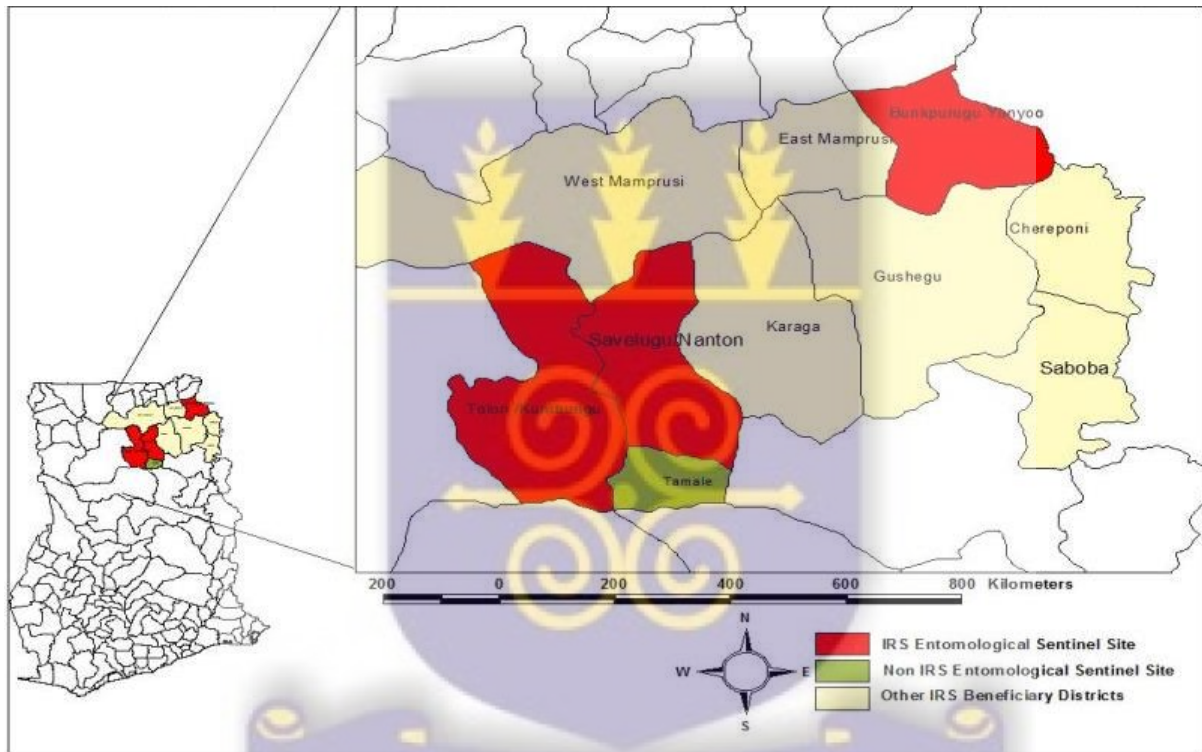 Bunkpurugu Yunyoo
East Mamprusi
West Mamprusi
Chereponi
Gushegu
Karaga
Savelugu/Nanton
Saboba
Tolon /Kumbungu
Tamale
200 0 200 400 600 800 Kilometers
N
W E
S
IRS Entomological Sentinel Site
Non IRS Entomological Sentinel Site
Other IRS Beneficiary Districts